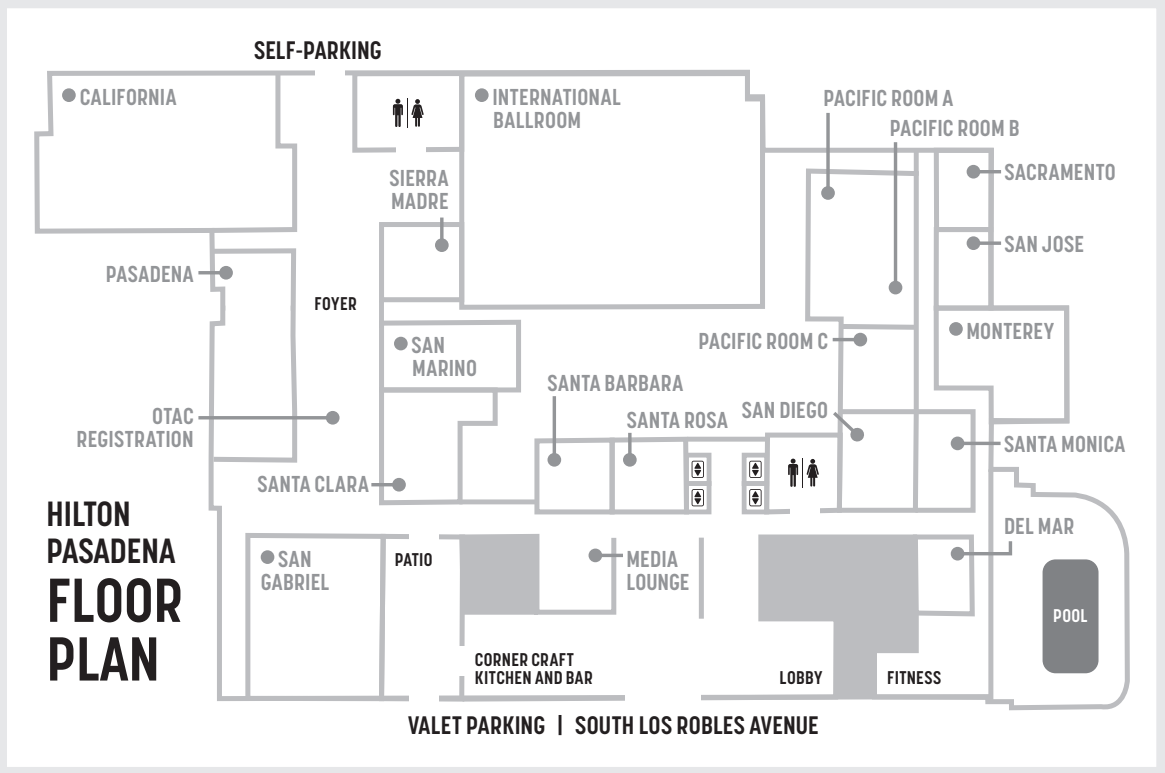 SELF-PARKING
CALIFORNIA
INTERNATIONAL
BALLROOM
PACIFIC ROOM A
PACIFIC ROOM B
SIERRA
MADRE
SACRAMENTO
SAN JOSE
PASADENA
FOYER
SAN
MARINO
PACIFIC ROOM C
MONTEREY
SANTA BARBARA
SANTA ROSA
SAN DIEGO
OTAC
REGISTRATION
SANTA MONICA
SANTA CLARA
HILTON
PASADENA
FLOOR
PLAN
SAN
GABRIEL
PATIO
MEDIA
LOUNGE
DEL MAR
POOL
CORNER CRAFT
KITCHEN AND BAR
LOBBY
FITNESS
VALET PARKING | SOUTH LOS ROBLES AVENUE